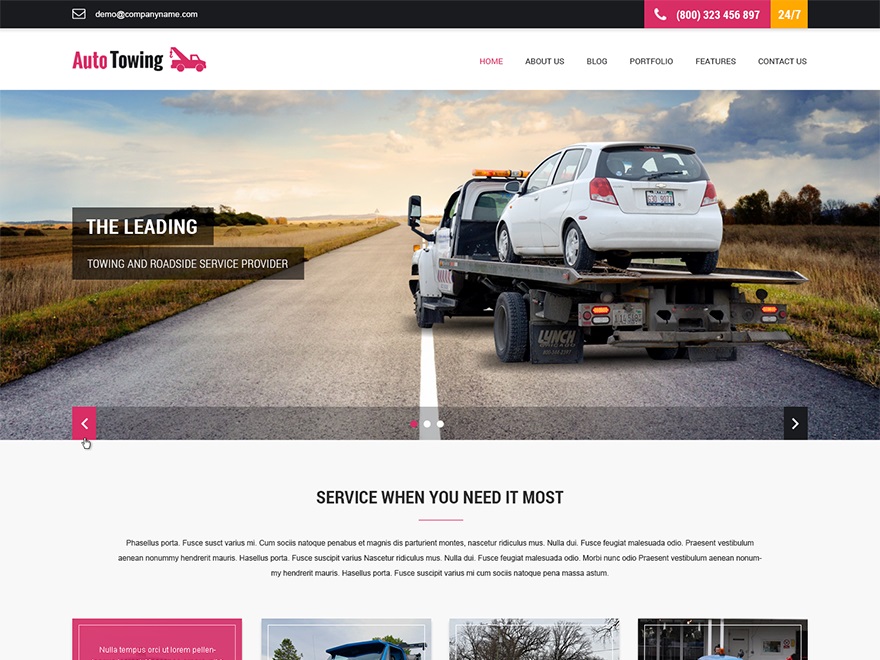 demo@companyname.com
(800) 323 456 897
24/7
Auto Towing
HOME
ABOUT US
BLOG
PORTFOLIO
FEATURES
CONTACT US
THE LEADING
TOWING AND ROADSIDE SERVICE PROVIDER
LYNCH
SERVICE WHEN YOU NEED IT MOST
Phasellus porta. Fusce susct varius mi. Cum sociis natoque penabus et magnis dis parturient montes, nascetur ridiculus mus. Nulla dui. Fusce feugiat malesuada odio. Praesent vestibulum
aenean nonummy hendrerit mauris. Hasellus porta. Fusce suscipit varius Nascetur ridiculus mus. Nulla dui. Fusce feugiat malesuada odio. Morbi nunc odio Praesent vestibulum aenean nonum-
my hendrerit mauris. Hasellus porta. Fusce suscipit varius mi cum sociis natoque pena massa astum.
Nulla tempus orci ut lorem pellen-